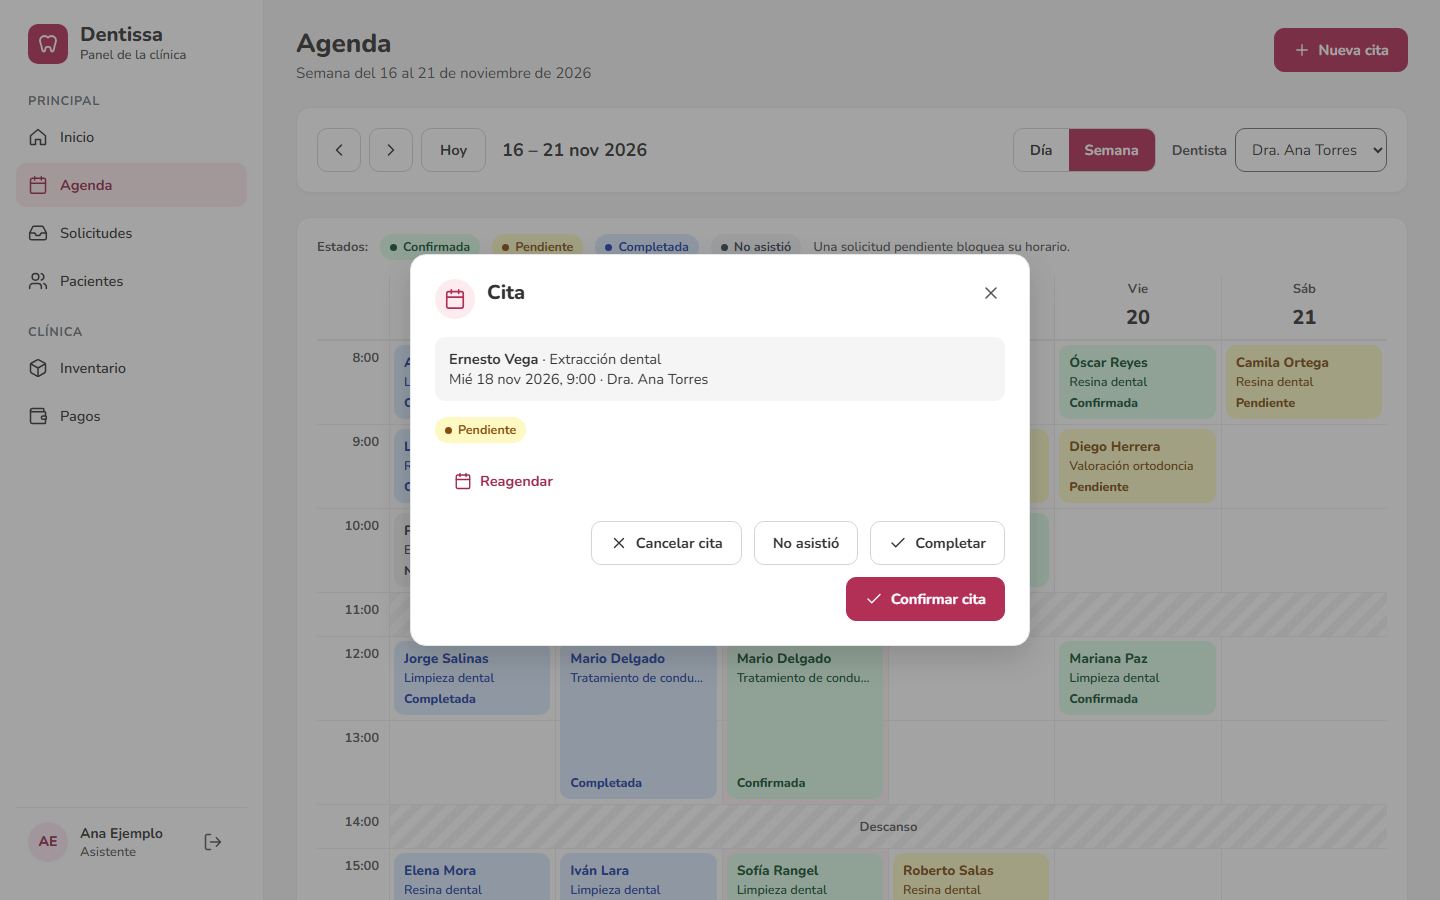 Dentissa
Panel de la clínica
PRINCIPAL
Inicio
Agenda
Solicitudes
Pacientes
CLÍNICA
Inventario
Pagos
AE
Ana Ejemplo
Asistente
Agenda
Semana del 16 al 21 de noviembre de 2026
Nueva cita
Hoy
16 – 21 nov 2026
Día
Semana
Dentista
Dra. Ana Torres
Estados:
Confirmada
Pendiente
Completada
No asistió
Una solicitud pendiente bloquea su horario.
Cita
Ernesto Vega · Extracción dental
Mié 18 nov 2026, 9:00 · Dra. Ana Torres
Pendiente
Reagendar
Cancelar cita
No asistió
Completar
Confirmar cita
Vie
20
Sáb
21
8:00
Óscar Reyes
Resina dental
Confirmada
Camila Ortega
Resina dental
Pendiente
9:00
Diego Herrera
Valoración ortodoncia
Pendiente
10:00
11:00
12:00
Jorge Salinas
Limpieza dental
Completada
Mario Delgado
Tratamiento de condu...
Completada
Mario Delgado
Tratamiento de condu...
Confirmada
Mariana Paz
Limpieza dental
Confirmada
13:00
14:00
Descanso
15:00
Elena Mora
Resina dental
Iván Lara
Limpieza dental
Sofía Rangel
Limpieza dental
Roberto Salas
Resina dental